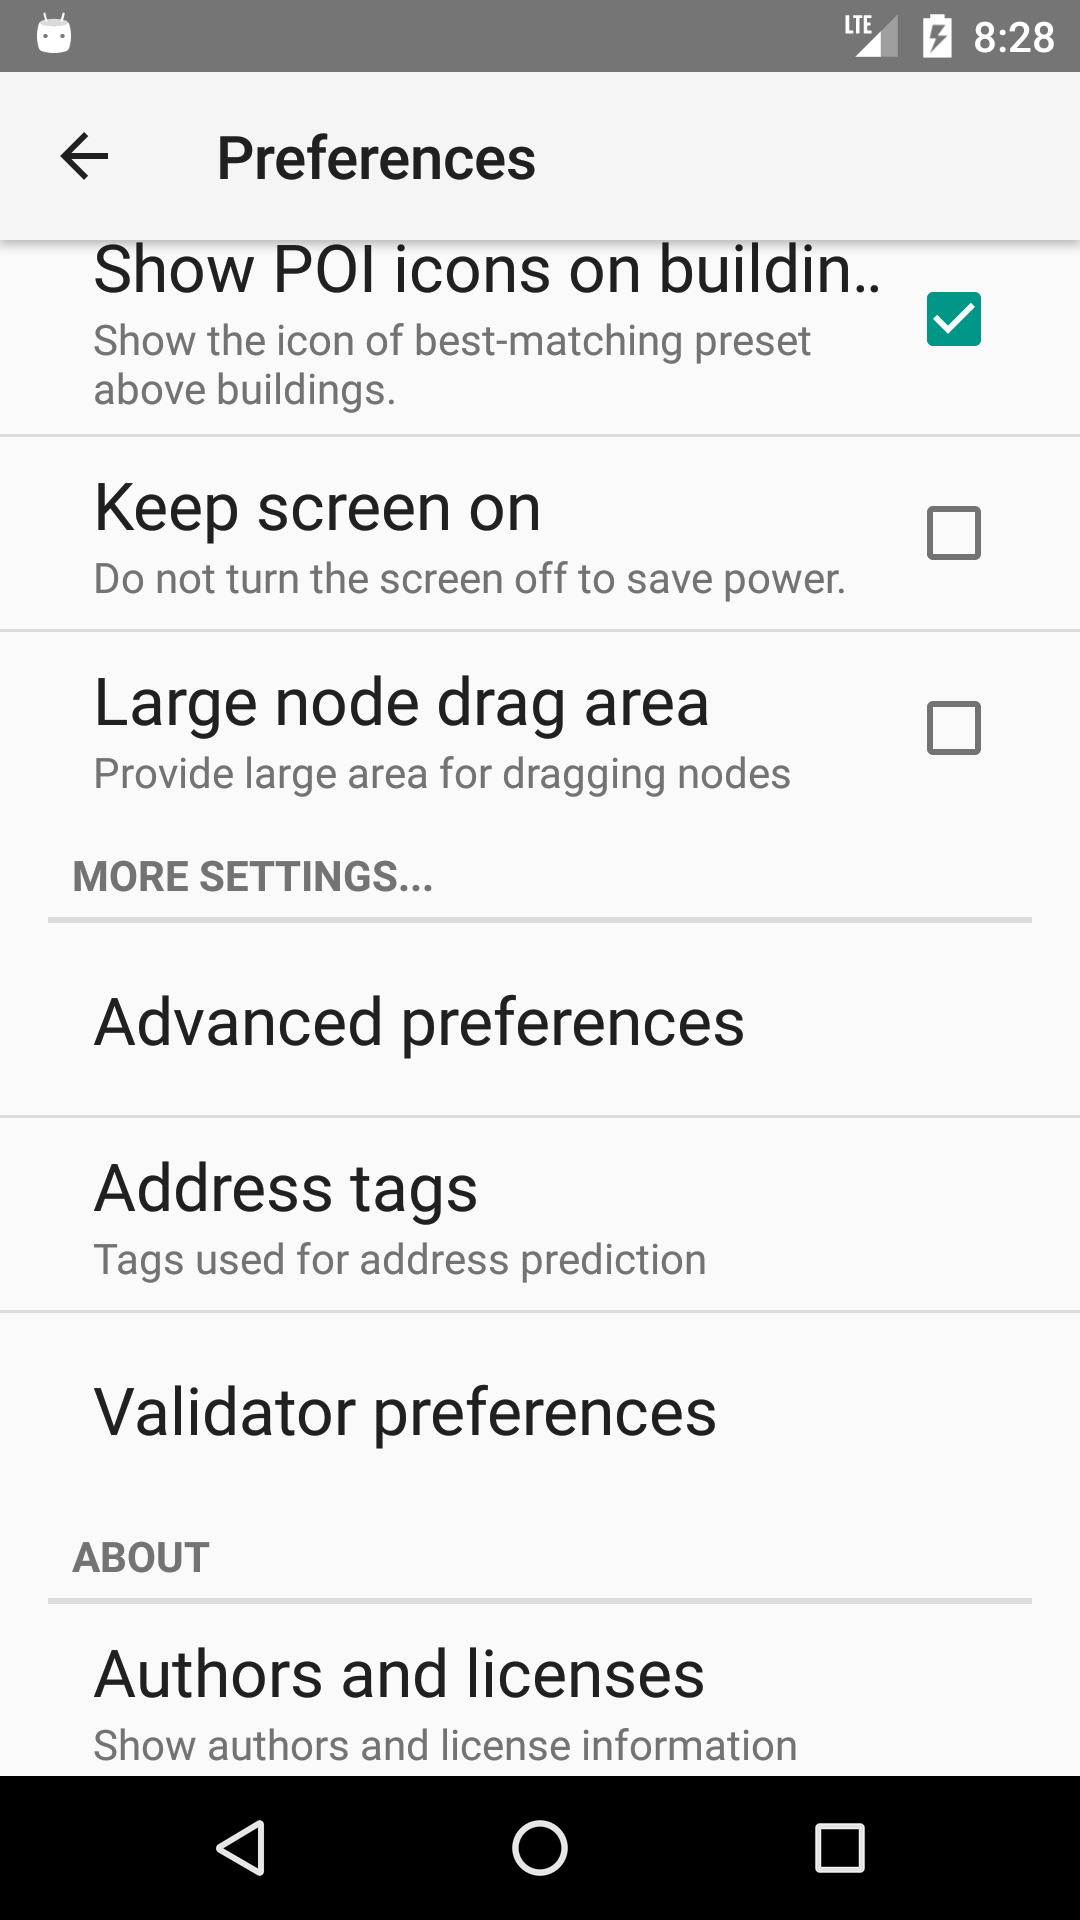 LTE 8:28
Preferences
Show POI icons on buildin..
Show the icon of best-matching preset
above buildings.
Keep screen on
Do not turn the screen off to save power.
Large node drag area
Provide large area for dragging nodes
MORE SETTINGS...
Advanced preferences
Address tags
Tags used for address prediction
Validator preferences
ABOUT
Authors and licenses
Show authors and license information